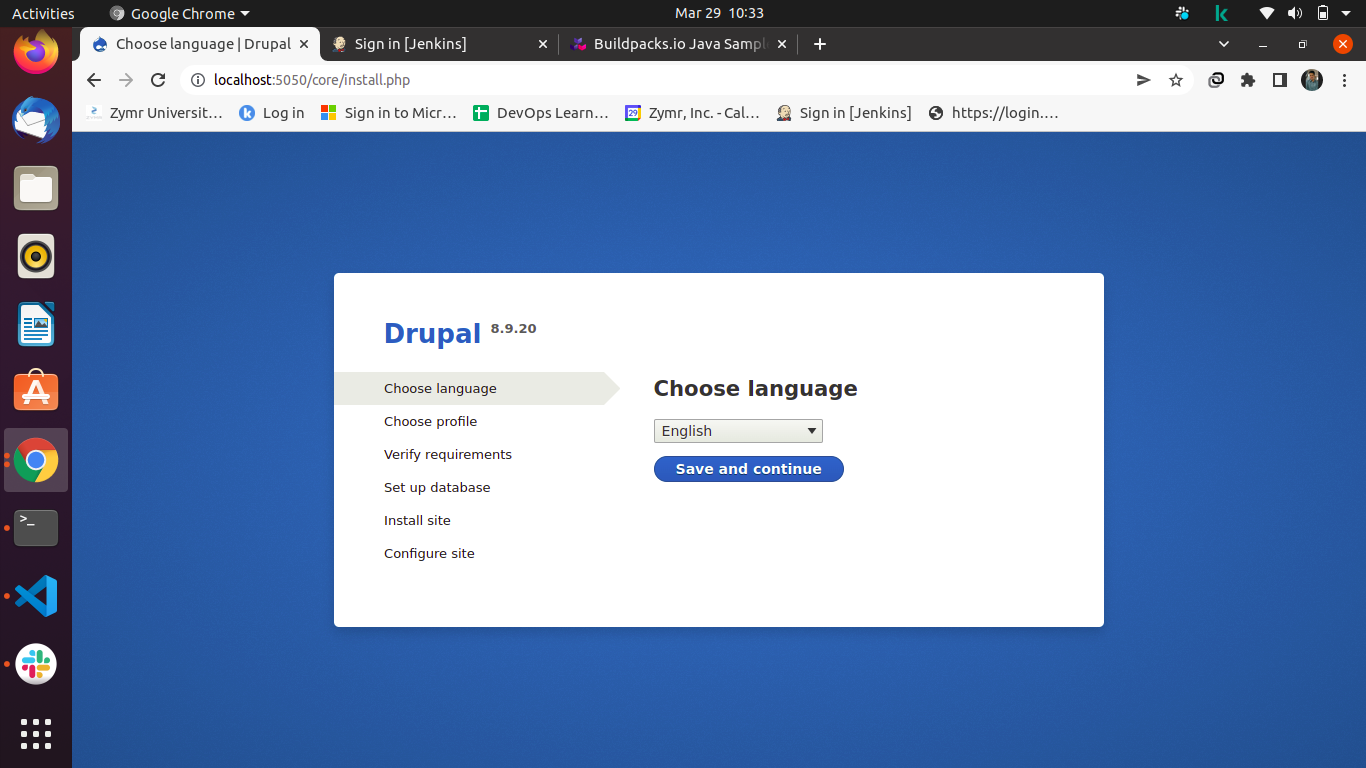 Activities
Google Chrome
Mar 29 10:33
Choose language | Drupal
Sign in [Jenkins]
Buildpacks.io Java Sampl
localhost:5050/core/install.php
Zymr Universit…
Log in
Sign in to Micr…
DevOps Learn…
29
Zymr, Inc. - Cal…
Sign in [Jenkins]
https://login.…
Drupal 8.9.20
Choose language
Choose profile
Verify requirements
Set up database
Install site
Configure site
Choose language
English
Save and continue